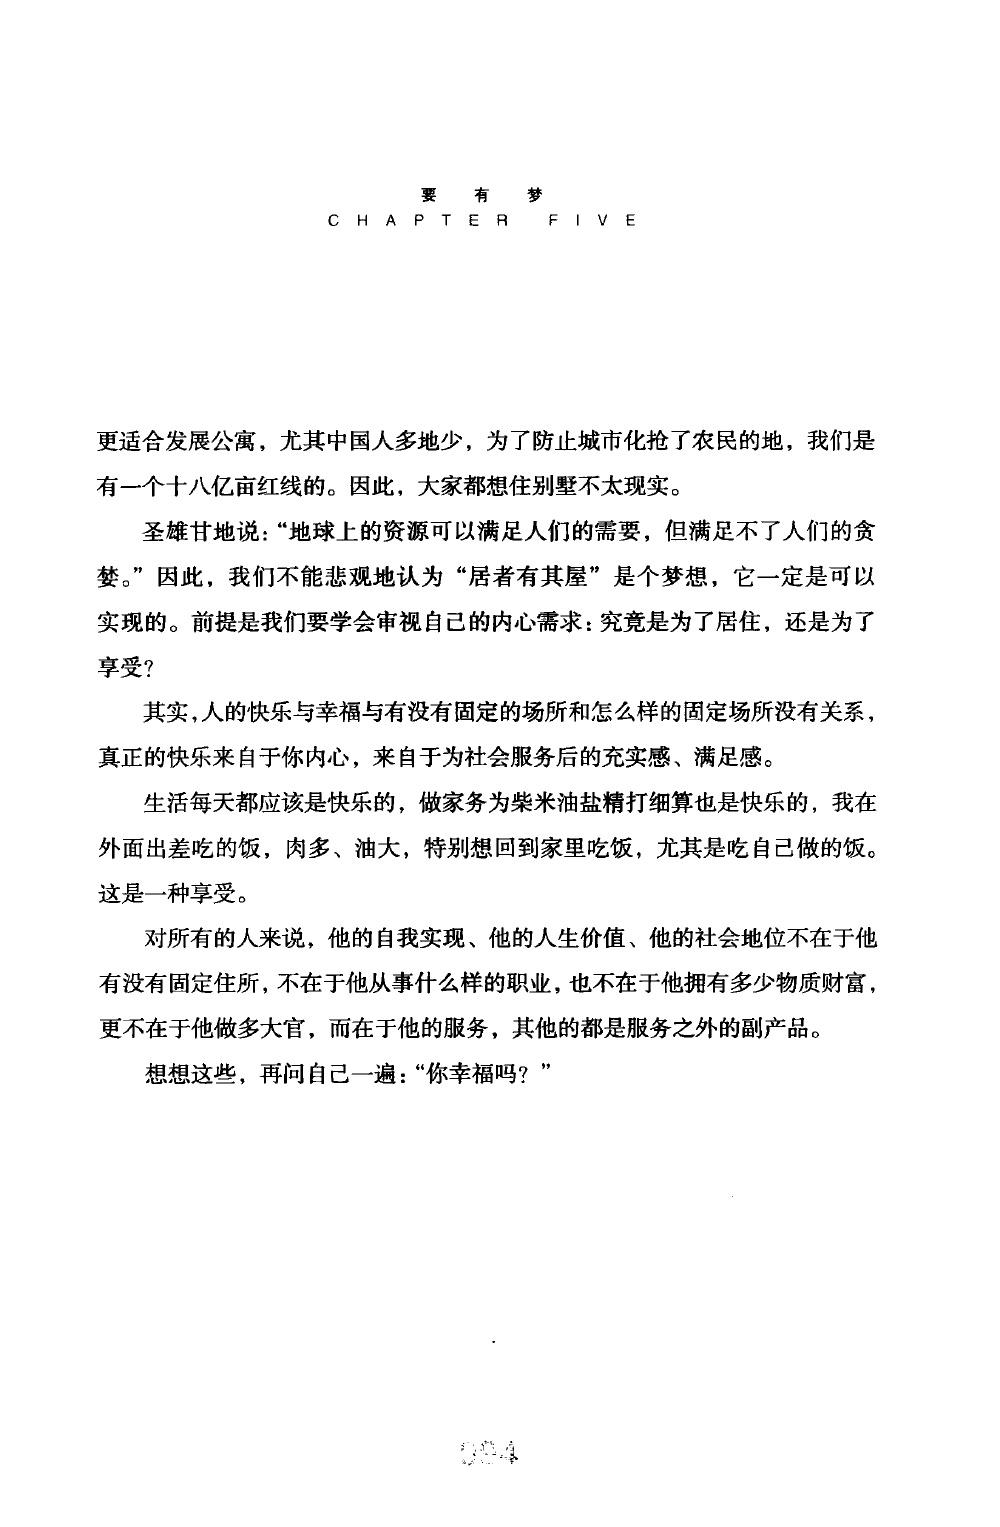 要有梦
CHAPTER FIVE
更适合发展公寓，尤其中国人多地少，为了防止城市化抢了农民的地，我们是
有一个十八亿亩红线的。因此，大家都想住别墅不太现实。
圣雄甘地说：“地球上的资源可以满足人们的需要，但满足不了人们的贪
婪。”因此，我们不能悲观地认为“居者有其屋”是个梦想，它一定是可以
实现的。前提是我们要学会审视自己的内心需求：究竟是为了居住，还是为了
享受？
其实，人的快乐与幸福与有没有固定的场所和怎么样的固定场所没有关系，
真正的快乐来自于你内心，来自于为社会服务后的充实感、满足感。
生活每天都应该是快乐的，做家务为柴米油盐精打细算也是快乐的，我在
外面出差吃的饭，肉多、油大，特别想回到家里吃饭，尤其是吃自己做的饭。
这是一种享受。
对所有的人来说，他的自我实现、他的人生价值、他的社会地位不在于他
有没有固定住所，不在于他从事什么样的职业，也不在于他拥有多少物质财富，
更不在于他做多大官，而在于他的服务，其他的都是服务之外的副产品。
想想这些，再问自己一遍：“你幸福吗？”